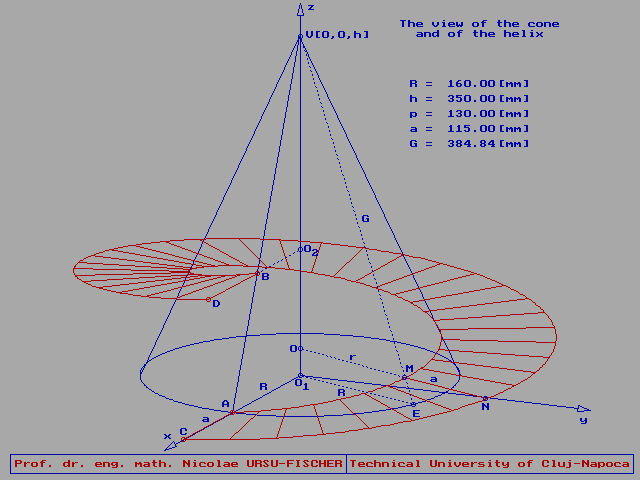 z
The view of the cone
V[0,0,h]
and of the helix
R = 160.00[mm]
h = 350.00[mm]
p = 130.00[mm]
a = 115.00[mm]
G = 384.84[mm]
G
O2
B
D
O
r
M
a
O1
R
R
A
N
E
a
y
C
x
Prof. dr. eng. math. Nicolae URSU-FISCHER Technical University of Cluj-Napoca